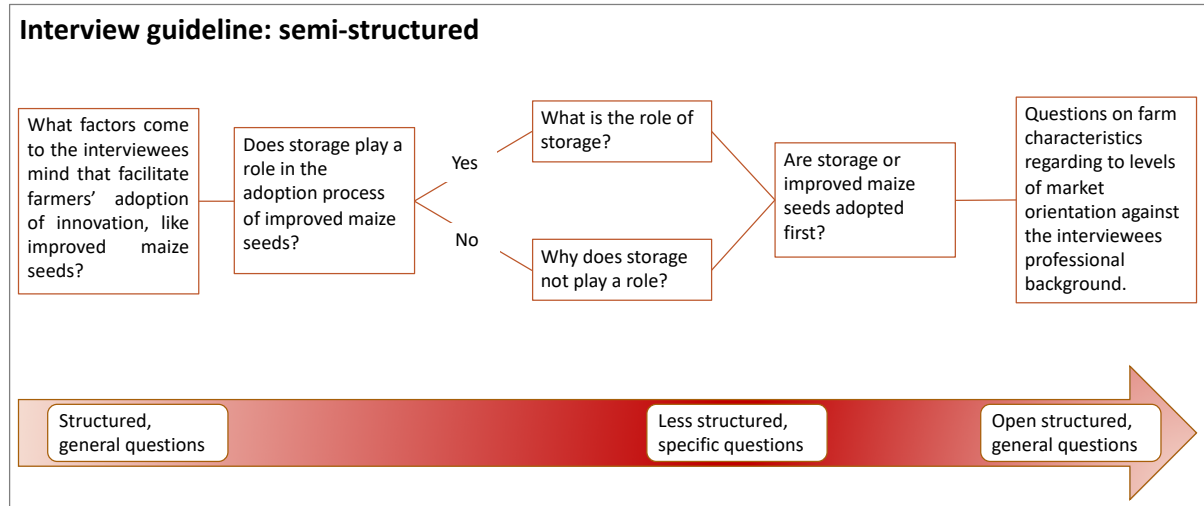 Interview guideline: semi-structured
What factors come
to the interviewees
mind that facilitate
farmers’ adoption
of innovation, like
improved maize
seeds?
Does storage play a
role in the
adoption process
of improved maize
seeds?
Yes
No
What is the role of
storage?
Why does storage
not play a role?
Are storage or
improved maize
seeds adopted
first?
Questions on farm
characteristics
regarding to levels
of market
orientation against
the interviewees
professional
background.
Structured,
general questions
Less structured,
specific questions
Open structured,
general questions